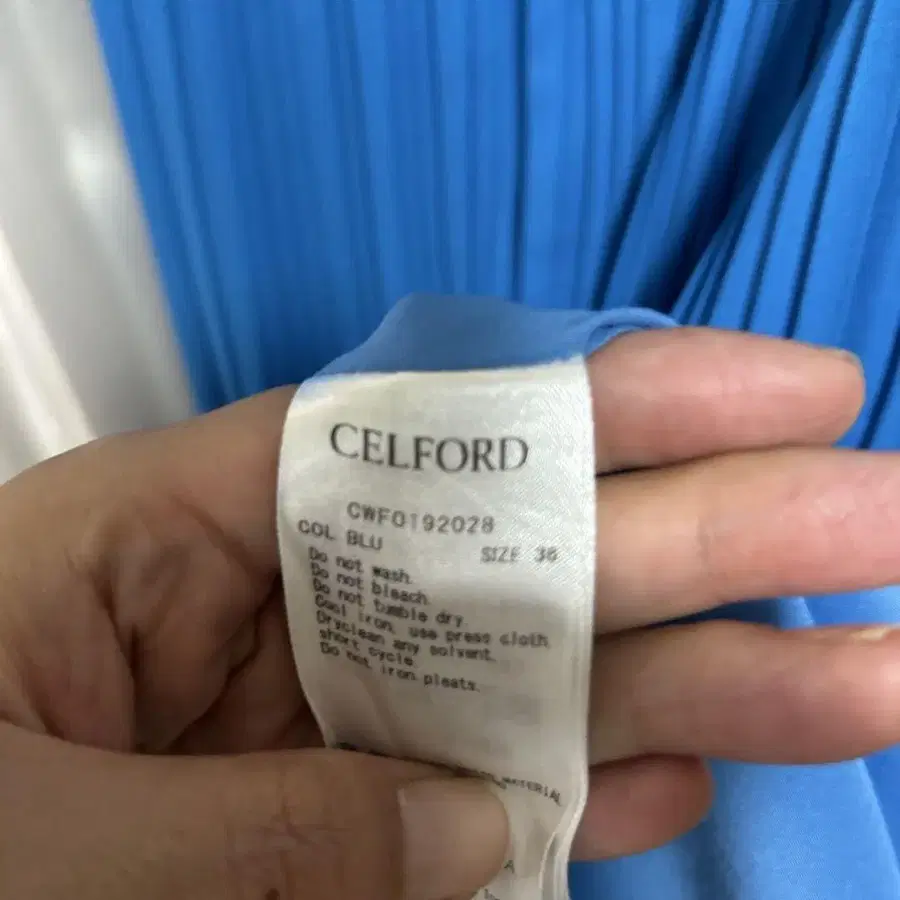 CELFORD
CWFO192028
COL BLU SIZE 36
Do not wash.
Do not bleach.
Do not tumble dry.
Cool iron, use press cloth.
Dryclean any solvent,
short cycle.
Do not iron pleats.
MATERIAL
A